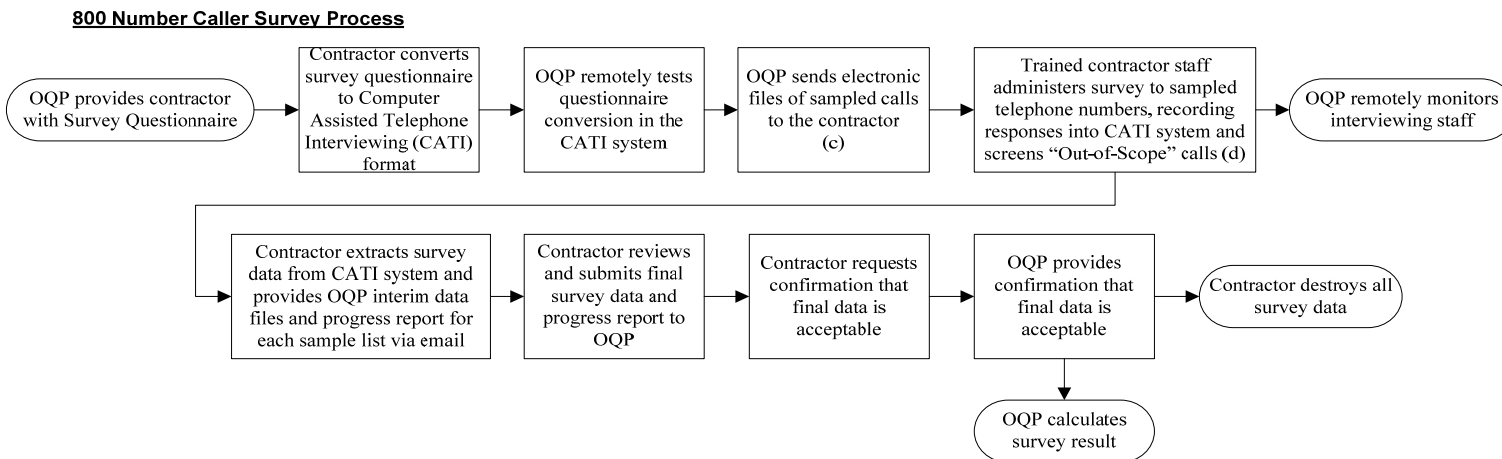 800 Number Caller Survey Process
OQP provides contractor
with Survey Questionnaire
Contractor converts
survey questionnaire
to Computer
Assisted Telephone
Interviewing (CATI)
format
OQP remotely tests
questionnaire
conversion in the
CATI system
OQP sends electronic
files of sampled calls
to the contractor
(c)
Trained contractor staff
administers survey to sampled
telephone numbers, recording
responses into CATI system and
screens “Out-of-Scope” calls (d)
OQP remotely monitors
interviewing staff
Contractor extracts survey
data from CATI system and
provides OQP interim data
files and progress report for
each sample list via email
Contractor reviews
and submits final
survey data and
progress report to
OQP
Contractor requests
confirmation that
final data is
acceptable
OQP provides
confirmation that
final data is
acceptable
Contractor destroys all
survey data
OQP calculates
survey result